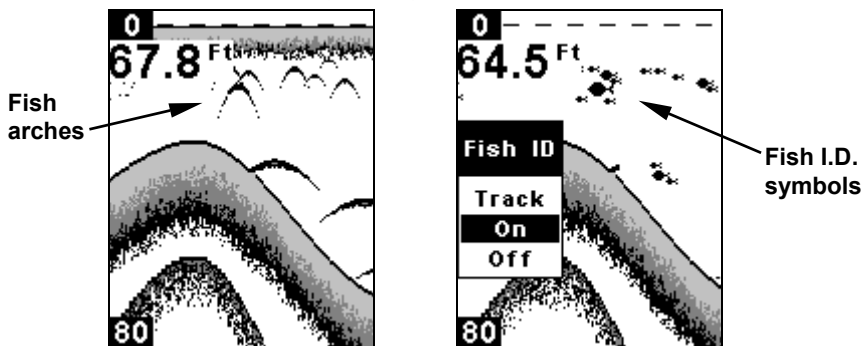 0
67.8 Ft
Fish
arches
80
0
64.5 Ft
Fish ID
Track
On
Off
80
Fish I.D.
symbols